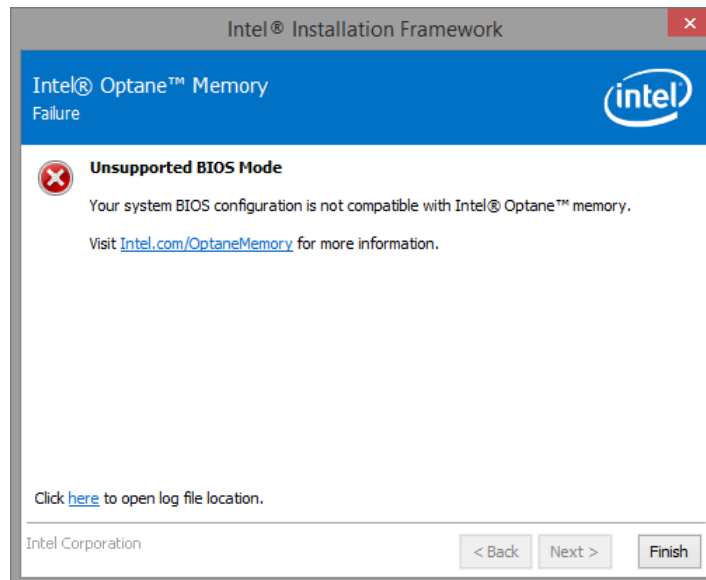 Intel® Installation Framework
Intel® Optane™ Memory
Failure
intel
Unsupported BIOS Mode
Your system BIOS configuration is not compatible with Intel® Optane™ memory.
Visit Intel.com/OptaneMemory for more information.
Click here to open log file location.
Intel Corporation
< Back Next > Finish